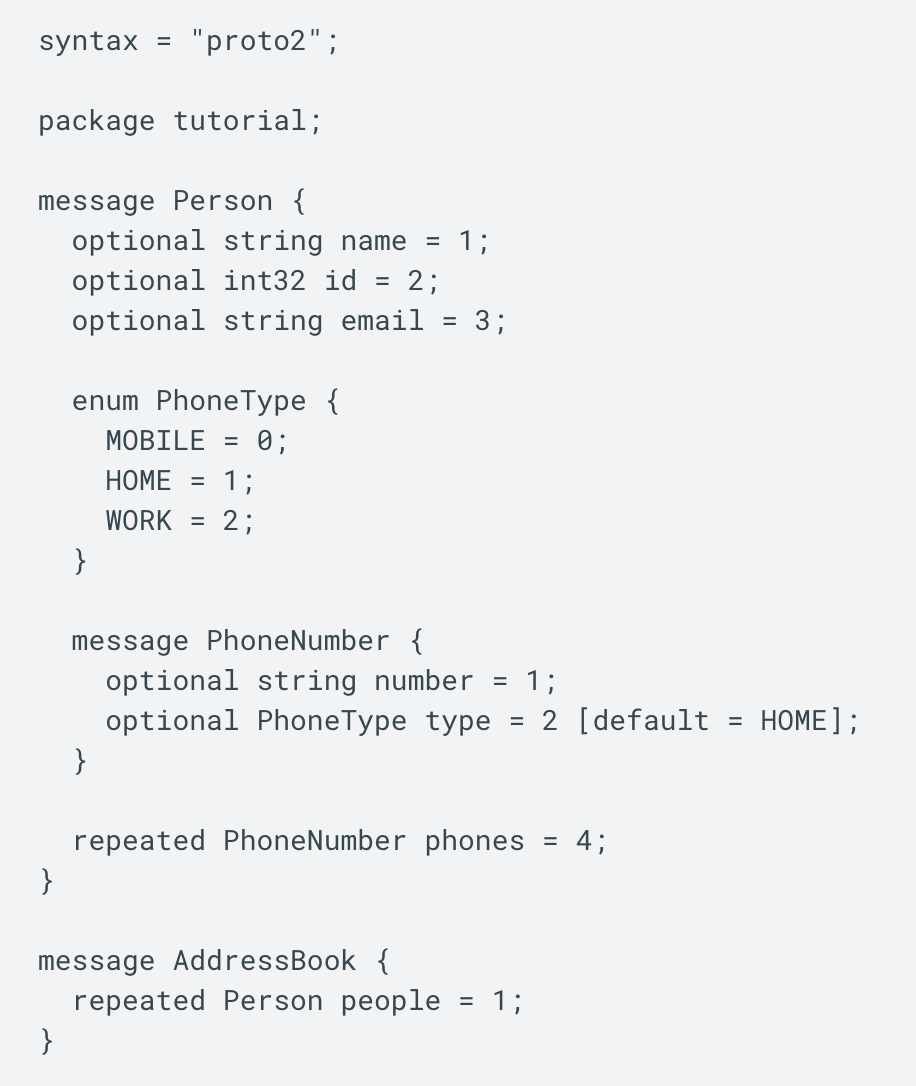 syntax = "proto2";

package tutorial;

message Person {
  optional string name = 1;
  optional int32 id = 2;
  optional string email = 3;

  enum PhoneType {
    MOBILE = 0;
    HOME = 1;
    WORK = 2;
  }

  message PhoneNumber {
    optional string number = 1;
    optional PhoneType type = 2 [default = HOME];
  }

  repeated PhoneNumber phones = 4;
}

message AddressBook {
  repeated Person people = 1;
}